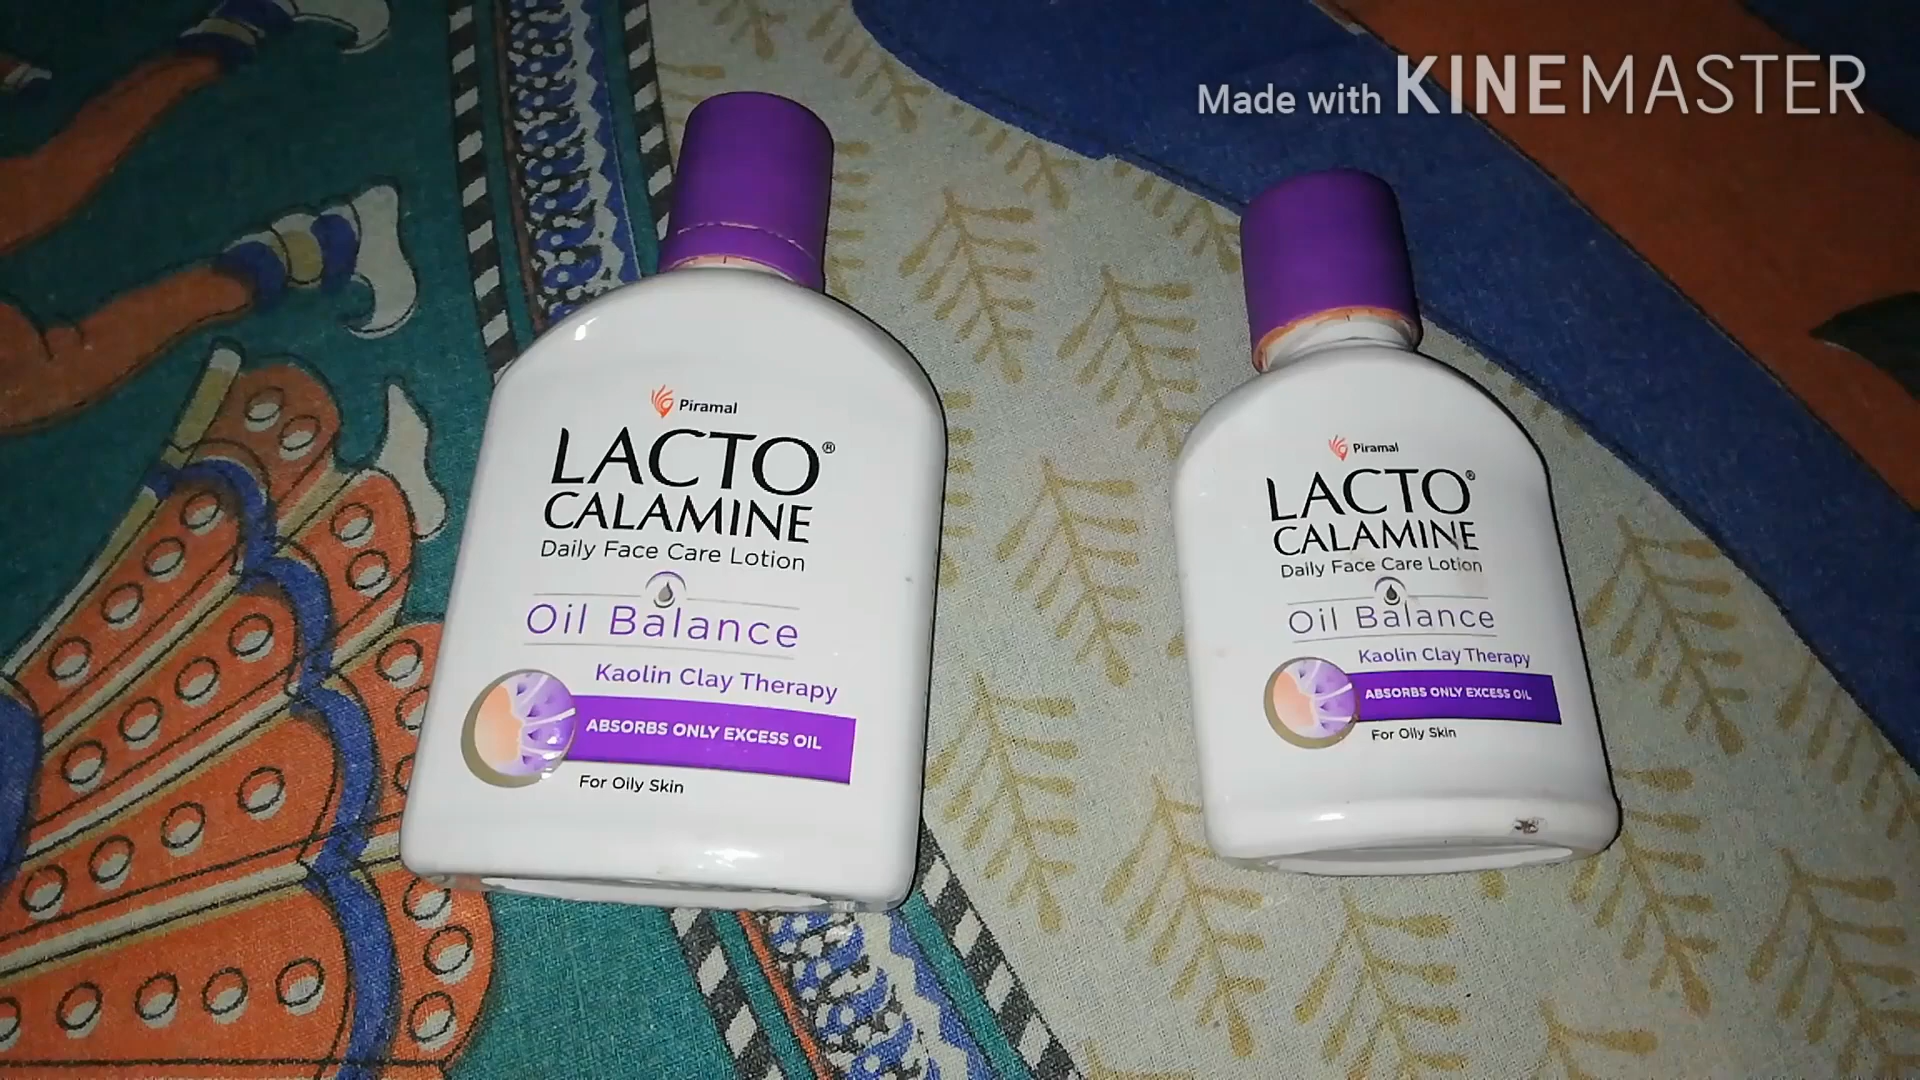 Made with KINEMASTER
Piramal
LACTO®
CALAMINE
Daily Face Care Lotion
Oil Balance
Kaolin Clay Therapy
ABSORBS ONLY EXCESS OIL
For Oily Skin
Piramal
LACTO®
CALAMINE
Daily Face Care Lotion
Oil Balance
Kaolin Clay Therapy
ABSORBS ONLY EXCESS OIL
For Oily Skin